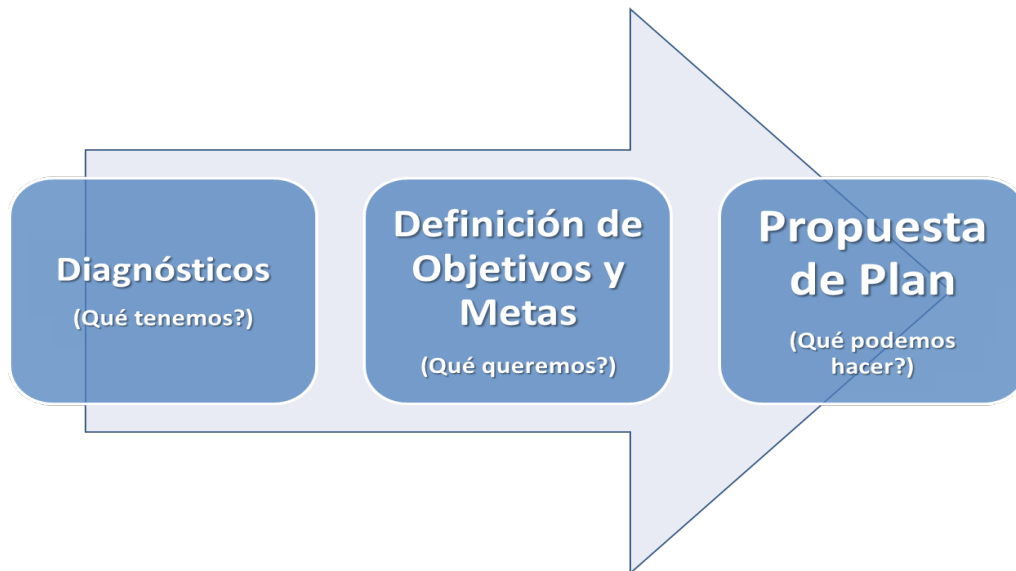 Diagnósticos
(Qué tenemos?)
Definición de
Objetivos y
Metas
(Qué queremos?)
Propuesta
de Plan
(Qué podemos
hacer?)